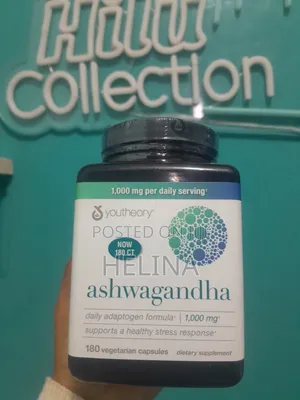 Hilu
Collection
1,000 mg per daily serving†
youtheory®
NOW
180 CT.
POSTED ON
HELINA
ashwagandha
daily adaptogen formula† | 1,000 mg†
supports a healthy stress response†
180 vegetarian capsules
dietary supplement